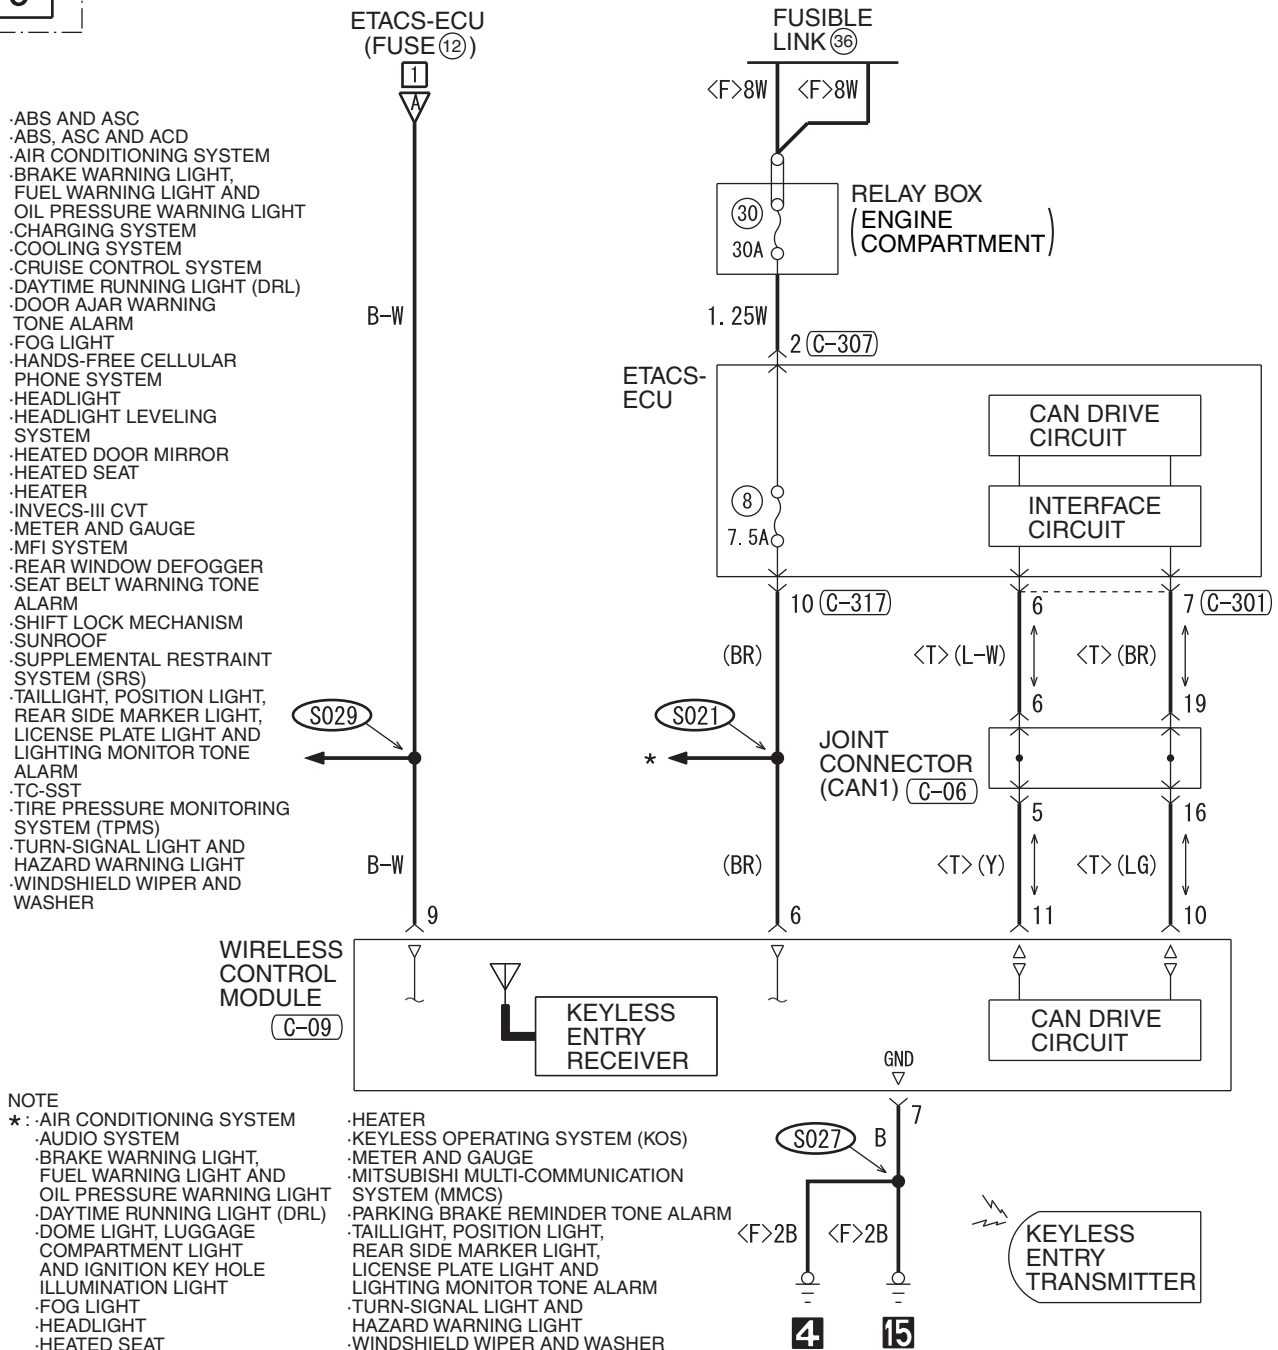 ETACS-ECU
(FUSE⑫)
1
A
FUSIBLE
LINK㊱
<F>8W
<F>8W
·ABS AND ASC
·ABS, ASC AND ACD
·AIR CONDITIONING SYSTEM
·BRAKE WARNING LIGHT,
FUEL WARNING LIGHT AND
OIL PRESSURE WARNING LIGHT
·CHARGING SYSTEM
·COOLING SYSTEM
·CRUISE CONTROL SYSTEM
·DAYTIME RUNNING LIGHT (DRL)
·DOOR AJAR WARNING
TONE ALARM
·FOG LIGHT
·HANDS-FREE CELLULAR
PHONE SYSTEM
·HEADLIGHT
·HEADLIGHT LEVELING
SYSTEM
·HEATED DOOR MIRROR
·HEATED SEAT
·HEATER
·INVECS-III CVT
·METER AND GAUGE
·MFI SYSTEM
·REAR WINDOW DEFOGGER
·SEAT BELT WARNING TONE
ALARM
·SHIFT LOCK MECHANISM
·SUNROOF
·SUPPLEMENTAL RESTRAINT
SYSTEM (SRS)
·TAILLIGHT, POSITION LIGHT,
REAR SIDE MARKER LIGHT,
LICENSE PLATE LIGHT AND
LIGHTING MONITOR TONE
ALARM
·TC-SST
·TIRE PRESSURE MONITORING
SYSTEM (TPMS)
·TURN-SIGNAL LIGHT AND
HAZARD WARNING LIGHT
·WINDSHIELD WIPER AND
WASHER
㉚
30A
RELAY BOX
(ENGINE
COMPARTMENT)
B-W
1.25W
2 C-307
ETACS-
ECU
CAN DRIVE
CIRCUIT
INTERFACE
CIRCUIT
⑧
7.5A
10 C-317
6
7 C-301
(BR)
<T>(L-W)
<T>(BR)
6
19
S029
S021
*
JOINT
CONNECTOR
(CAN1) C-06
5
16
B-W
(BR)
<T>(Y)
<T>(LG)
9
6
11
10
WIRELESS
CONTROL
MODULE
C-09
KEYLESS
ENTRY
RECEIVER
CAN DRIVE
CIRCUIT
GND
7
S027
B
<F>2B
<F>2B
4
15
KEYLESS
ENTRY
TRANSMITTER
NOTE
*: ·AIR CONDITIONING SYSTEM
·AUDIO SYSTEM
·BRAKE WARNING LIGHT,
FUEL WARNING LIGHT AND
OIL PRESSURE WARNING LIGHT
·DAYTIME RUNNING LIGHT (DRL)
·DOME LIGHT, LUGGAGE
COMPARTMENT LIGHT
AND IGNITION KEY HOLE
ILLUMINATION LIGHT
·FOG LIGHT
·HEADLIGHT
·HEATED SEAT
·HEATER
·KEYLESS OPERATING SYSTEM (KOS)
·METER AND GAUGE
·MITSUBISHI MULTI-COMMUNICATION
SYSTEM (MMCS)
·PARKING BRAKE REMINDER TONE ALARM
·TAILLIGHT, POSITION LIGHT,
REAR SIDE MARKER LIGHT,
LICENSE PLATE LIGHT AND
LIGHTING MONITOR TONE ALARM
·TURN-SIGNAL LIGHT AND
HAZARD WARNING LIGHT
·WINDSHIELD WIPER AND WASHER